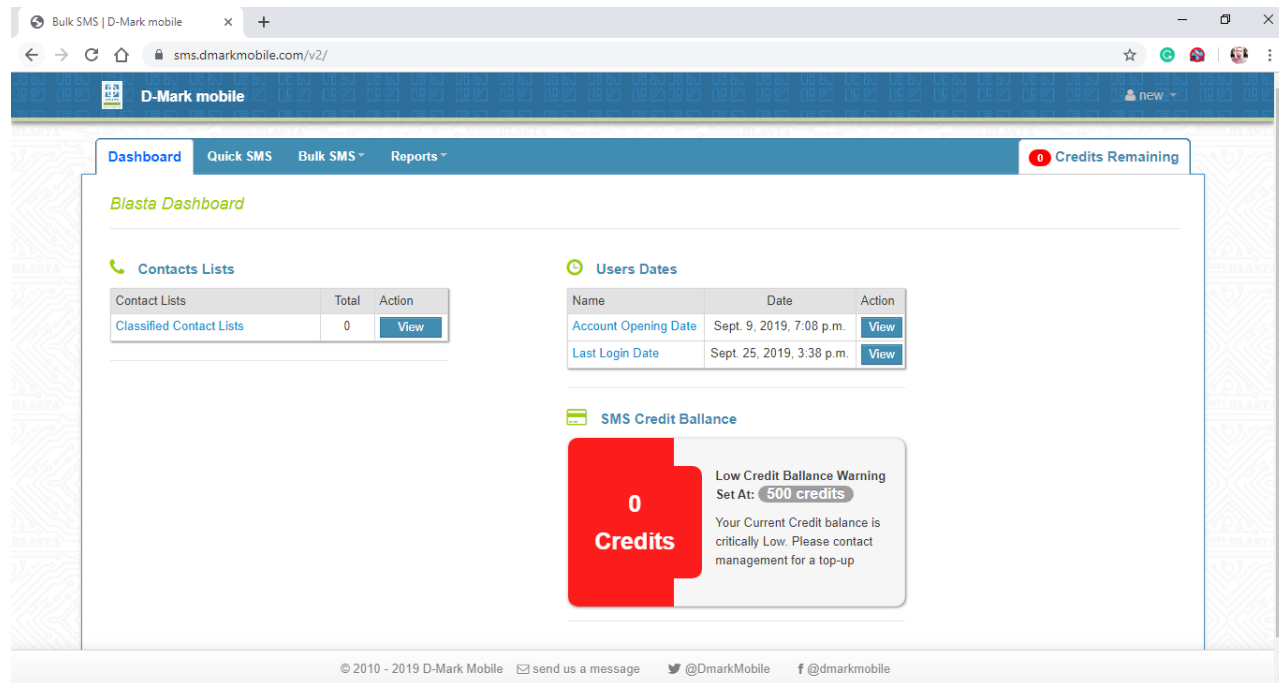 Bulk SMS | D-Mark mobile
sms.dmarkmobile.com/v2/
D-Mark mobile
new
Dashboard Quick SMS Bulk SMS Reports 0 Credits Remaining
Blasta Dashboard
Contacts Lists
Contact Lists Total Action
Classified Contact Lists 0 View
Users Dates
Name Date Action
Account Opening Date Sept. 9, 2019, 7:08 p.m. View
Last Login Date Sept. 25, 2019, 3:38 p.m. View
SMS Credit Ballance
0
Credits
Low Credit Ballance Warning
Set At: 500 credits
Your Current Credit balance is
critically Low. Please contact
management for a top-up
© 2010 - 2019 D-Mark Mobile send us a message @DmarkMobile @dmarkmobile